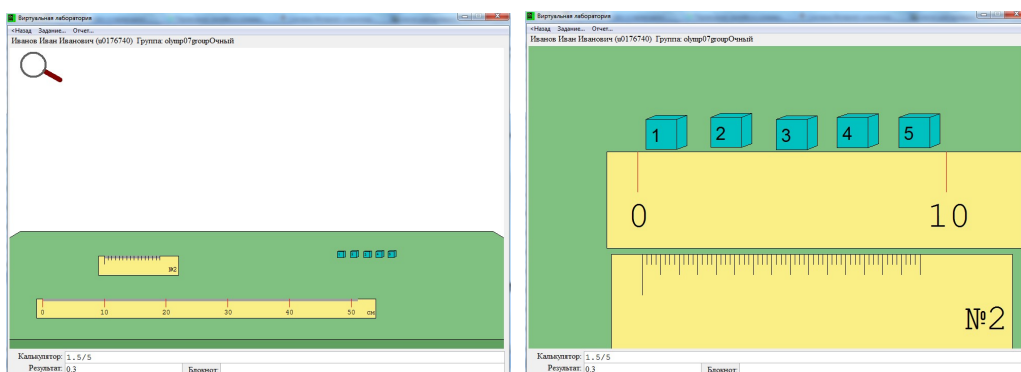 Виртуальная лаборатория
<Назад Задание... Отчет...
Иванов Иван Иванович (u0176740) Группа: olymp07groupОчный
№2
0 10 20 30 40 50 см
Калькулятор: 1.5/5
Результат: 0.3 Блокнот
Виртуальная лаборатория
<Назад Задание... Отчет...
Иванов Иван Иванович (u0176740) Группа: olymp07groupОчный
1 2 3 4 5
0 10
№2
Калькулятор: 1.5/5
Результат: 0.3 Блокнот